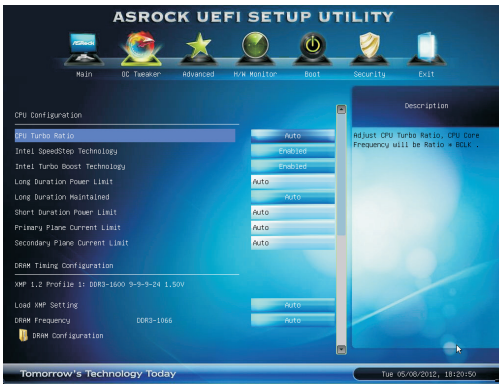 ASROCK UEFI SETUP UTILITY
ASRock
Main OC Tweaker Advanced H/W Monitor Boot Security Exit
Description
CPU Configuration
CPU Turbo Ratio Auto
Adjust CPU Turbo Ratio, CPU Core
Frequency will be Ratio * BCLK .
Intel SpeedStep Technology Enabled
Intel Turbo Boost Technology Enabled
Long Duration Power Limit Auto
Long Duration Maintained Auto
Short Duration Power Limit Auto
Primary Plane Current Limit Auto
Secondary Plane Current Limit Auto
DRAM Timing Configuration
XMP 1.2 Profile 1: DDR3-1600 9-9-9-24 1.50V
Load XMP Setting Auto
DRAM Frequency DDR3-1066 Auto
DRAM Configuration
Tomorrow's Technology Today Tue 05/08/2012, 18:20:50